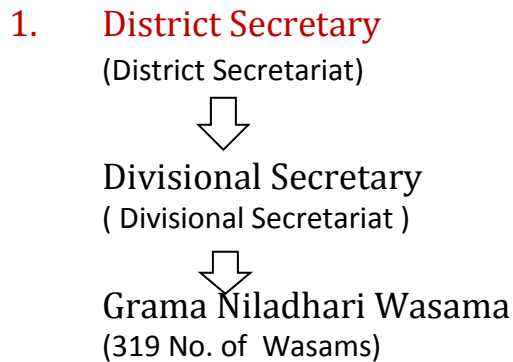 1. District Secretary
(District Secretariat)
Divisional Secretary
( Divisional Secretariat )
Grama Niladhari Wasama
(319 No. of Wasams)